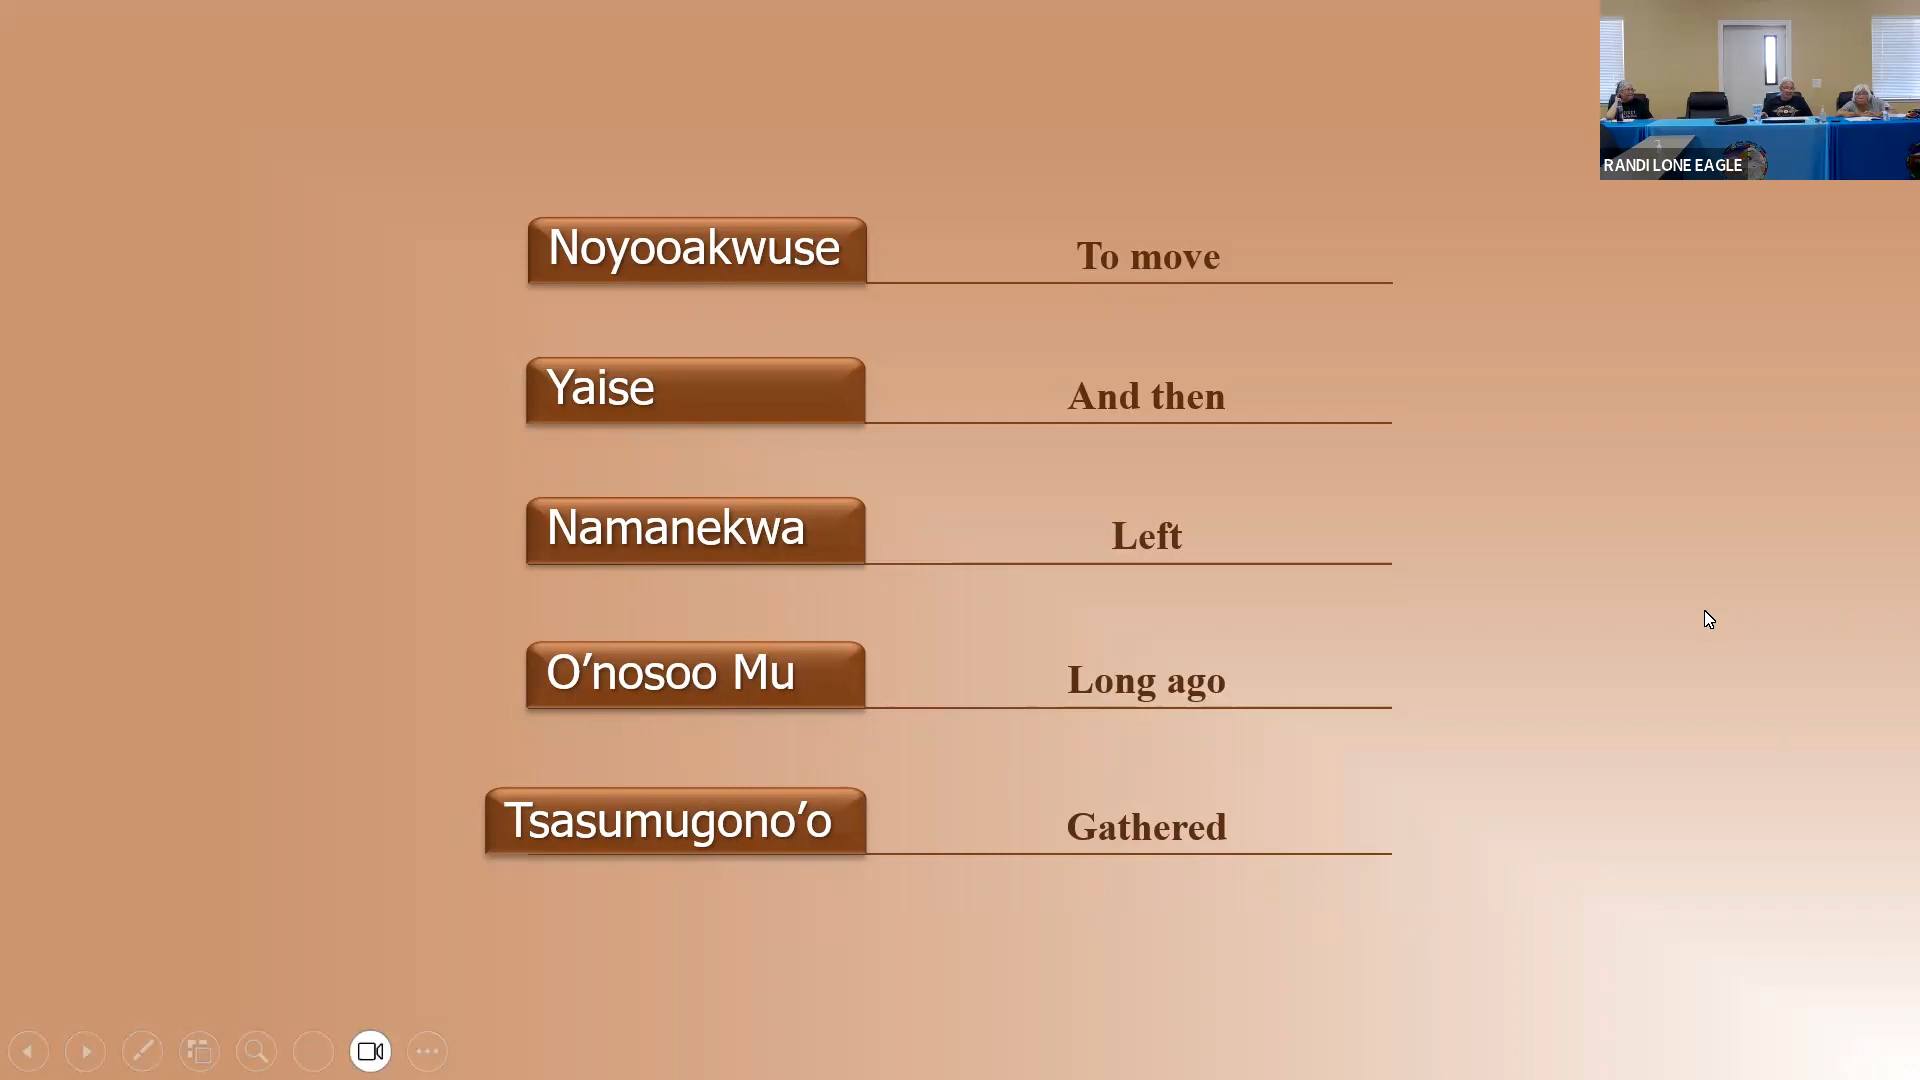 RANDI LONE EAGLE
Noyooakwuse
To move
Yaise
And then
Namanekwa
Left
O’nosoo Mu
Long ago
Tsasumugono’o
Gathered